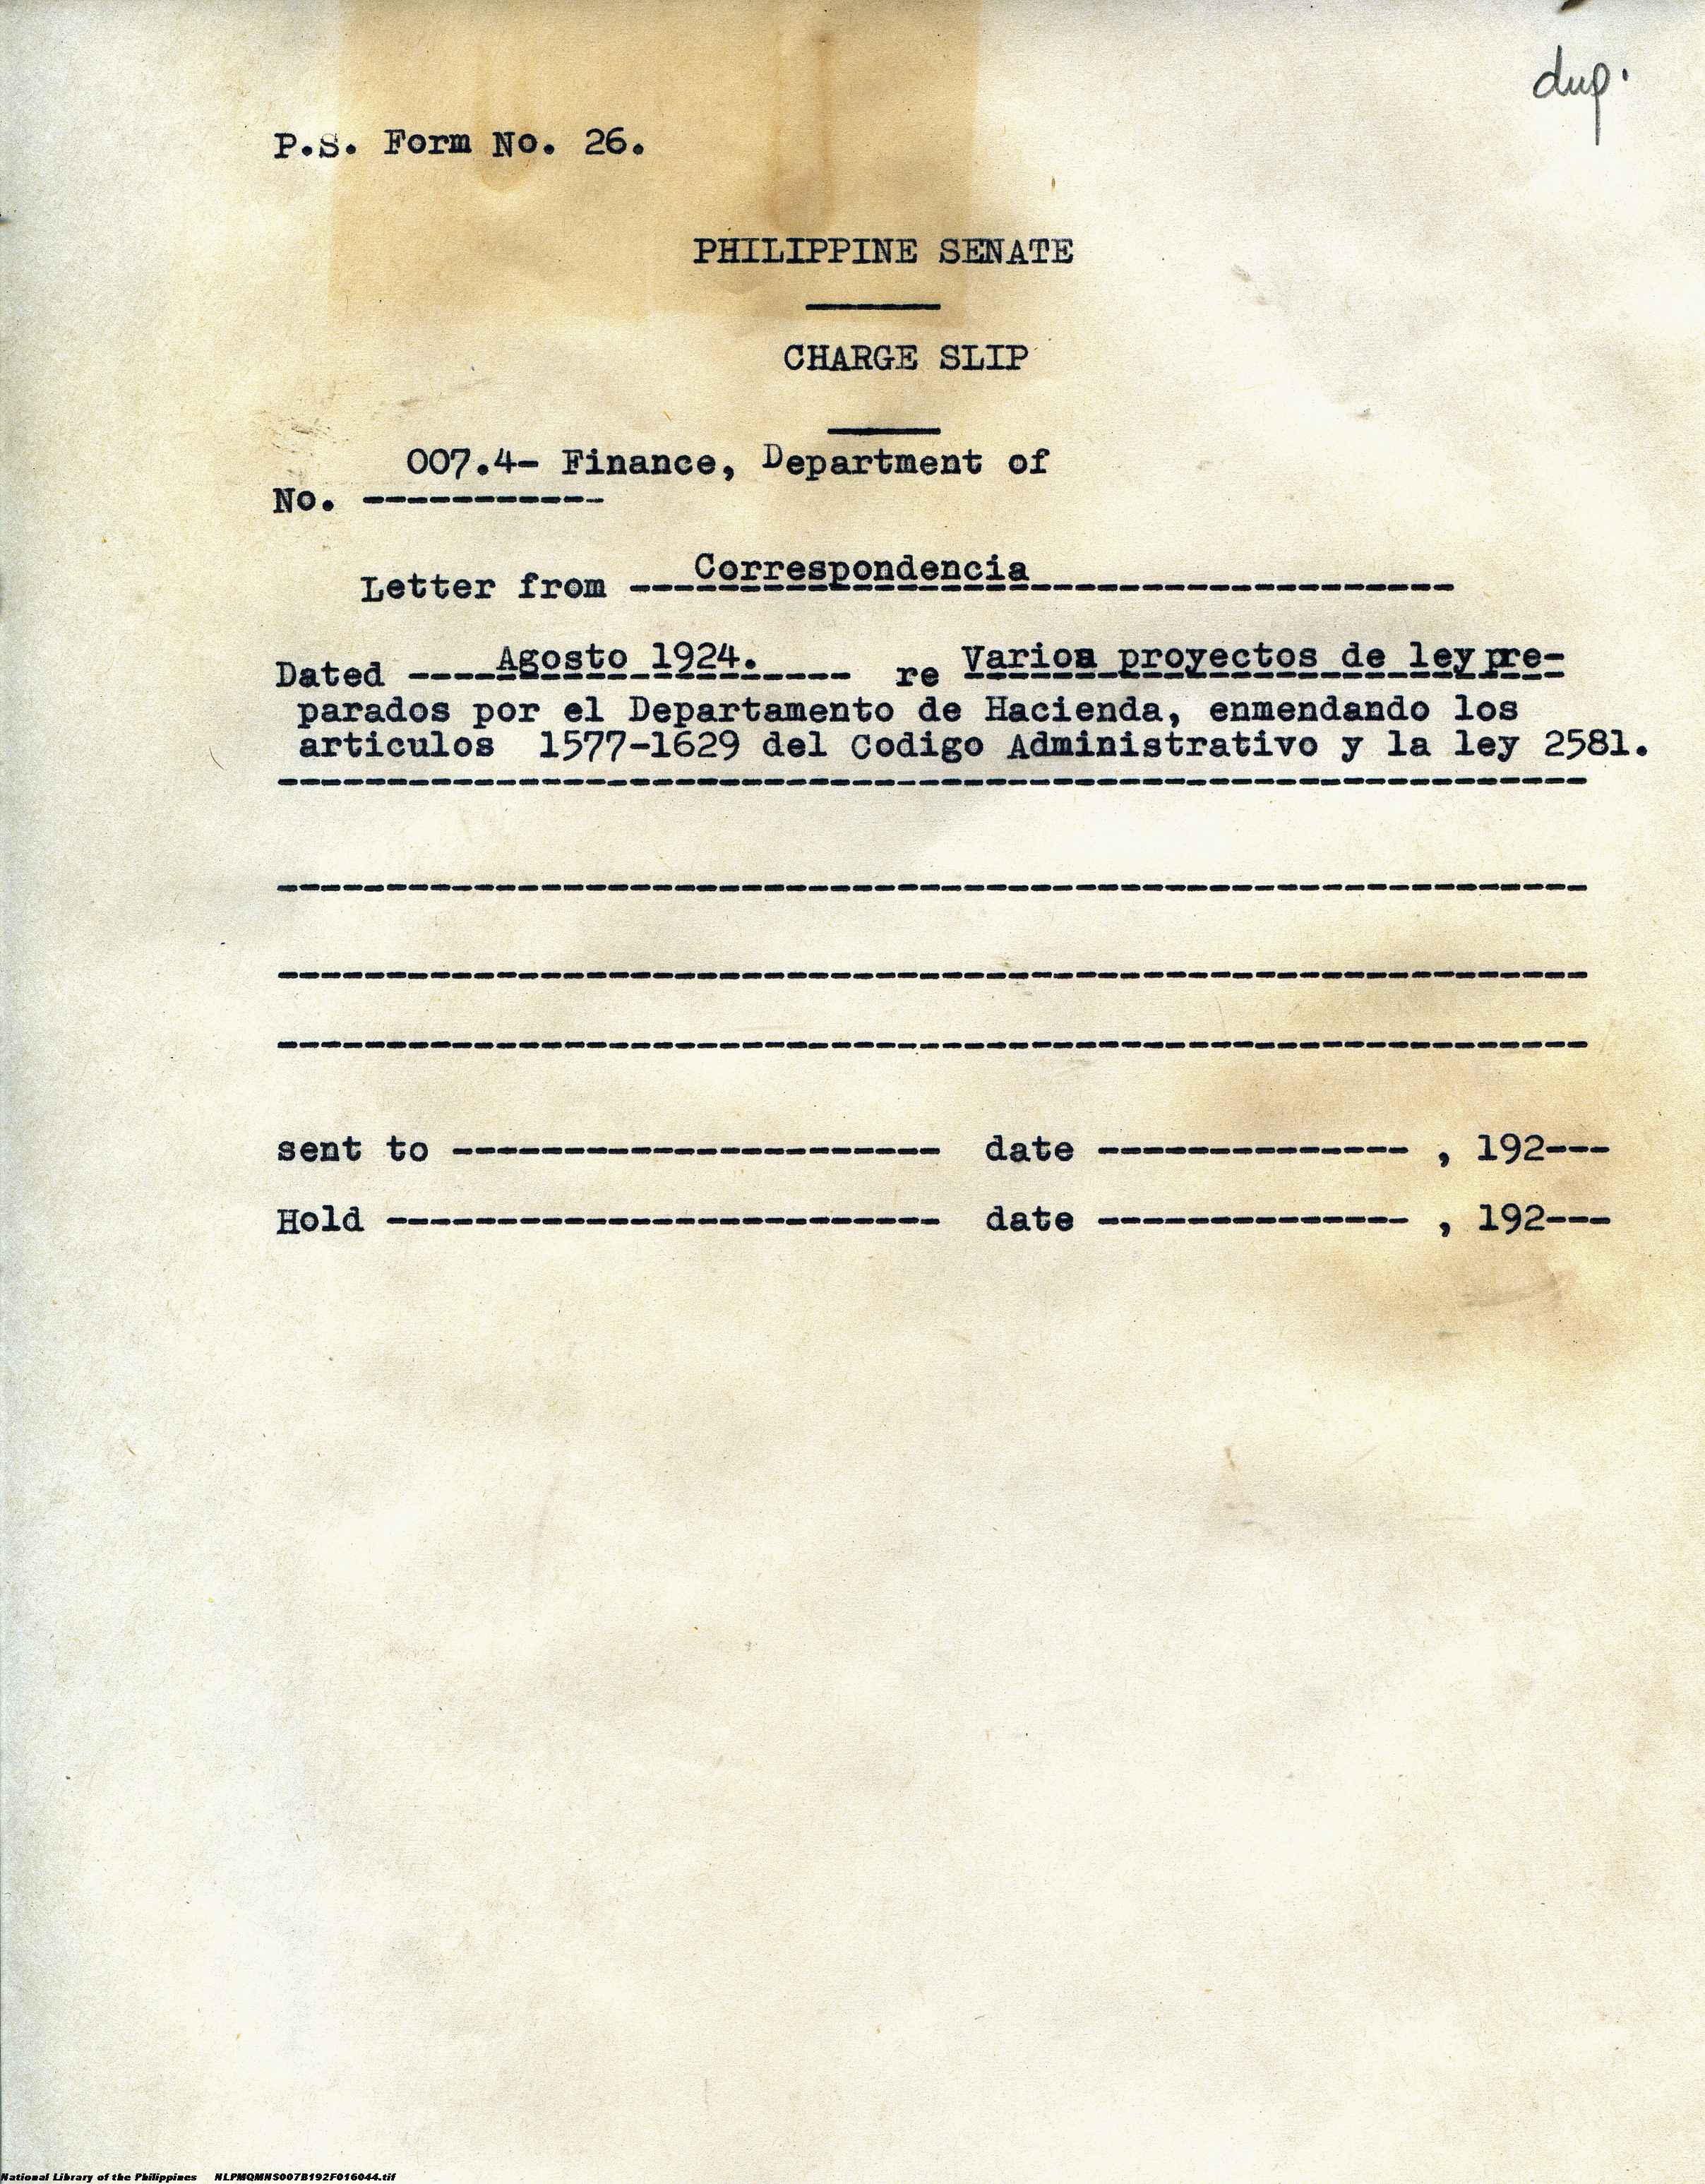 dup.
P.S. Form No. 26.
PHILIPPINE SENATE
CHARGE SLIP
007.4- Finance, Department of
No. -----------
Letter from ---Correspondencia-------------------
Dated ----Agosto 1924.---- re Varios proyectos de ley pre-
parados por el Departamento de Hacienda, enmendando los
articulos 1577-1629 del Codigo Administrativo y la ley 2581.
sent to ---------------------- date -------------- , 192---
Hold ------------------------- date -------------- , 192---
National Library of the Philippines NLPMQMNS007B192F016044.tif